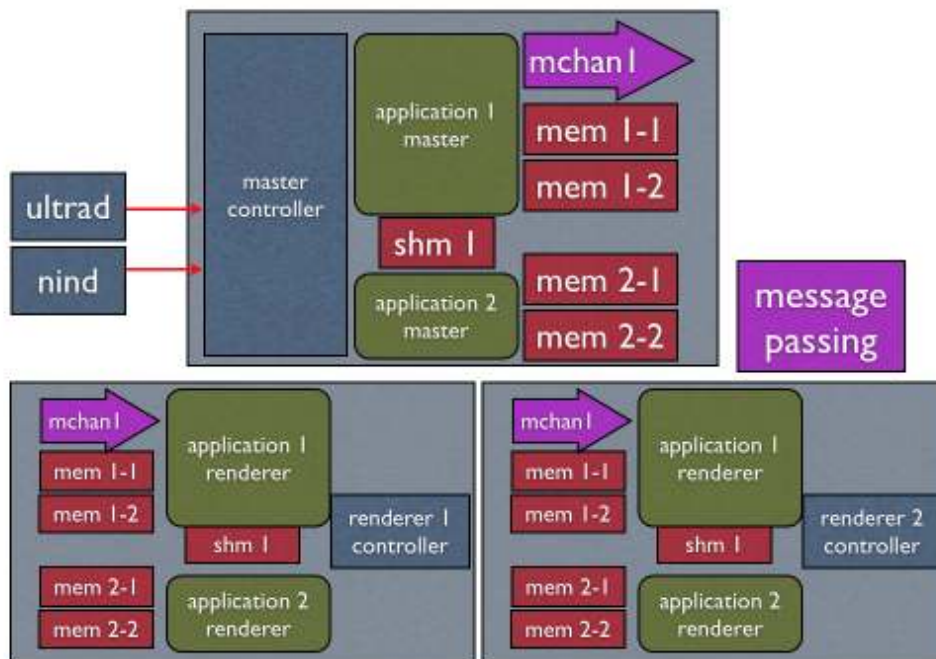 mchan1
application 1
master
mem 1-1
mem 1-2
master
controller
ultrad
nind
shm 1
mem 2-1
mem 2-2
application 2
master
message
passing
mchan1
application 1
renderer
mem 1-1
mem 1-2
renderer 1
controller
shm 1
mem 2-1
mem 2-2
application 2
renderer
mchan1
application 1
renderer
mem 1-1
mem 1-2
renderer 2
controller
shm 1
mem 2-1
mem 2-2
application 2
renderer